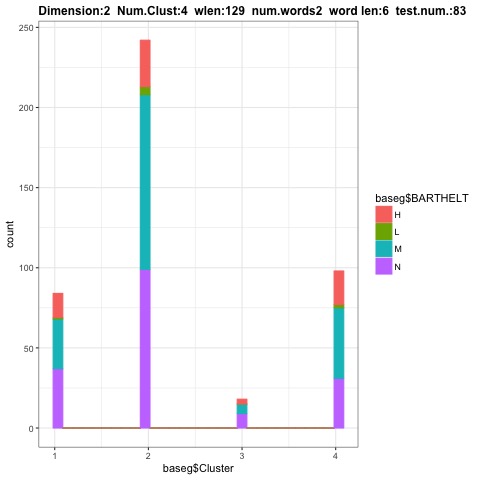 Dimension:2 Num.Clust:4 wlen:129 num.words2 word len:6 test.num.:83
250
200
150
100
50
0
count
1 2 3 4
baseg$Cluster
baseg$BARTHELT
H
L
M
N